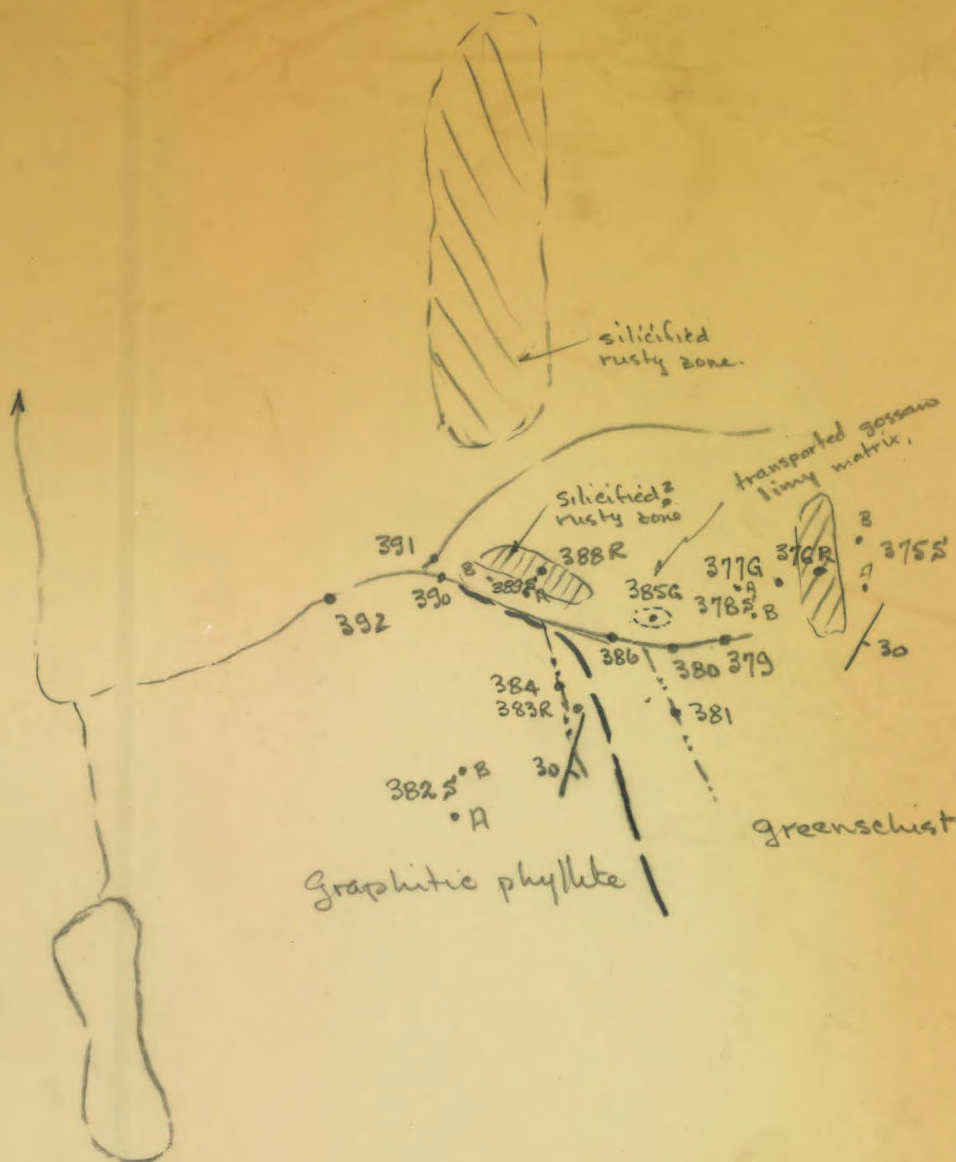 silicified
rusty zone.
transported gossan
limy matrix,
silicified?
rusty zone
391
B
388R
390
389S
A
385G
377G
A
378S
B
376R
B
375S
A
392
386
380
379
30
384
383R
381
30
382S
B
A
greenschist
Graphitic phyllite